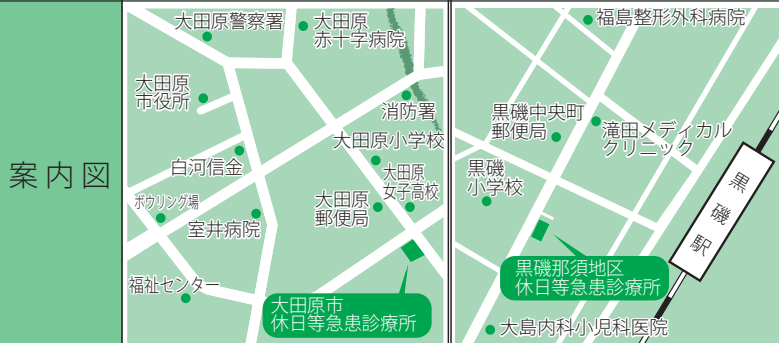 案内図
大田原警察署
大田原
赤十字病院
大田原
市役所
消防署
大田原小学校
白河信金
大田原
女子高校
ボウリング場
大田原
郵便局
室井病院
福祉センター
大田原市
休日等急患診療所
福島整形外科病院
黒磯中央町
郵便局
滝田メディカル
クリニック
黒磯
小学校
黒磯駅
黒磯那須地区
休日等急患診療所
大島内科小児科医院